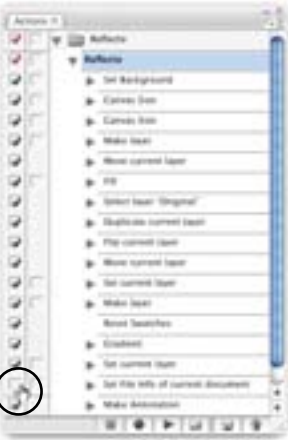 Actions ×
Reflecto
Reflecto
Set Background
Canvas Size
Canvas Size
Make layer
Move current layer
Fill
Select layer "Original"
Duplicate current layer
Flip current layer
Move current layer
Set current layer
Make layer
Reset Swatches
Gradient
Set current layer
Set File Info of current document
Make Annotation